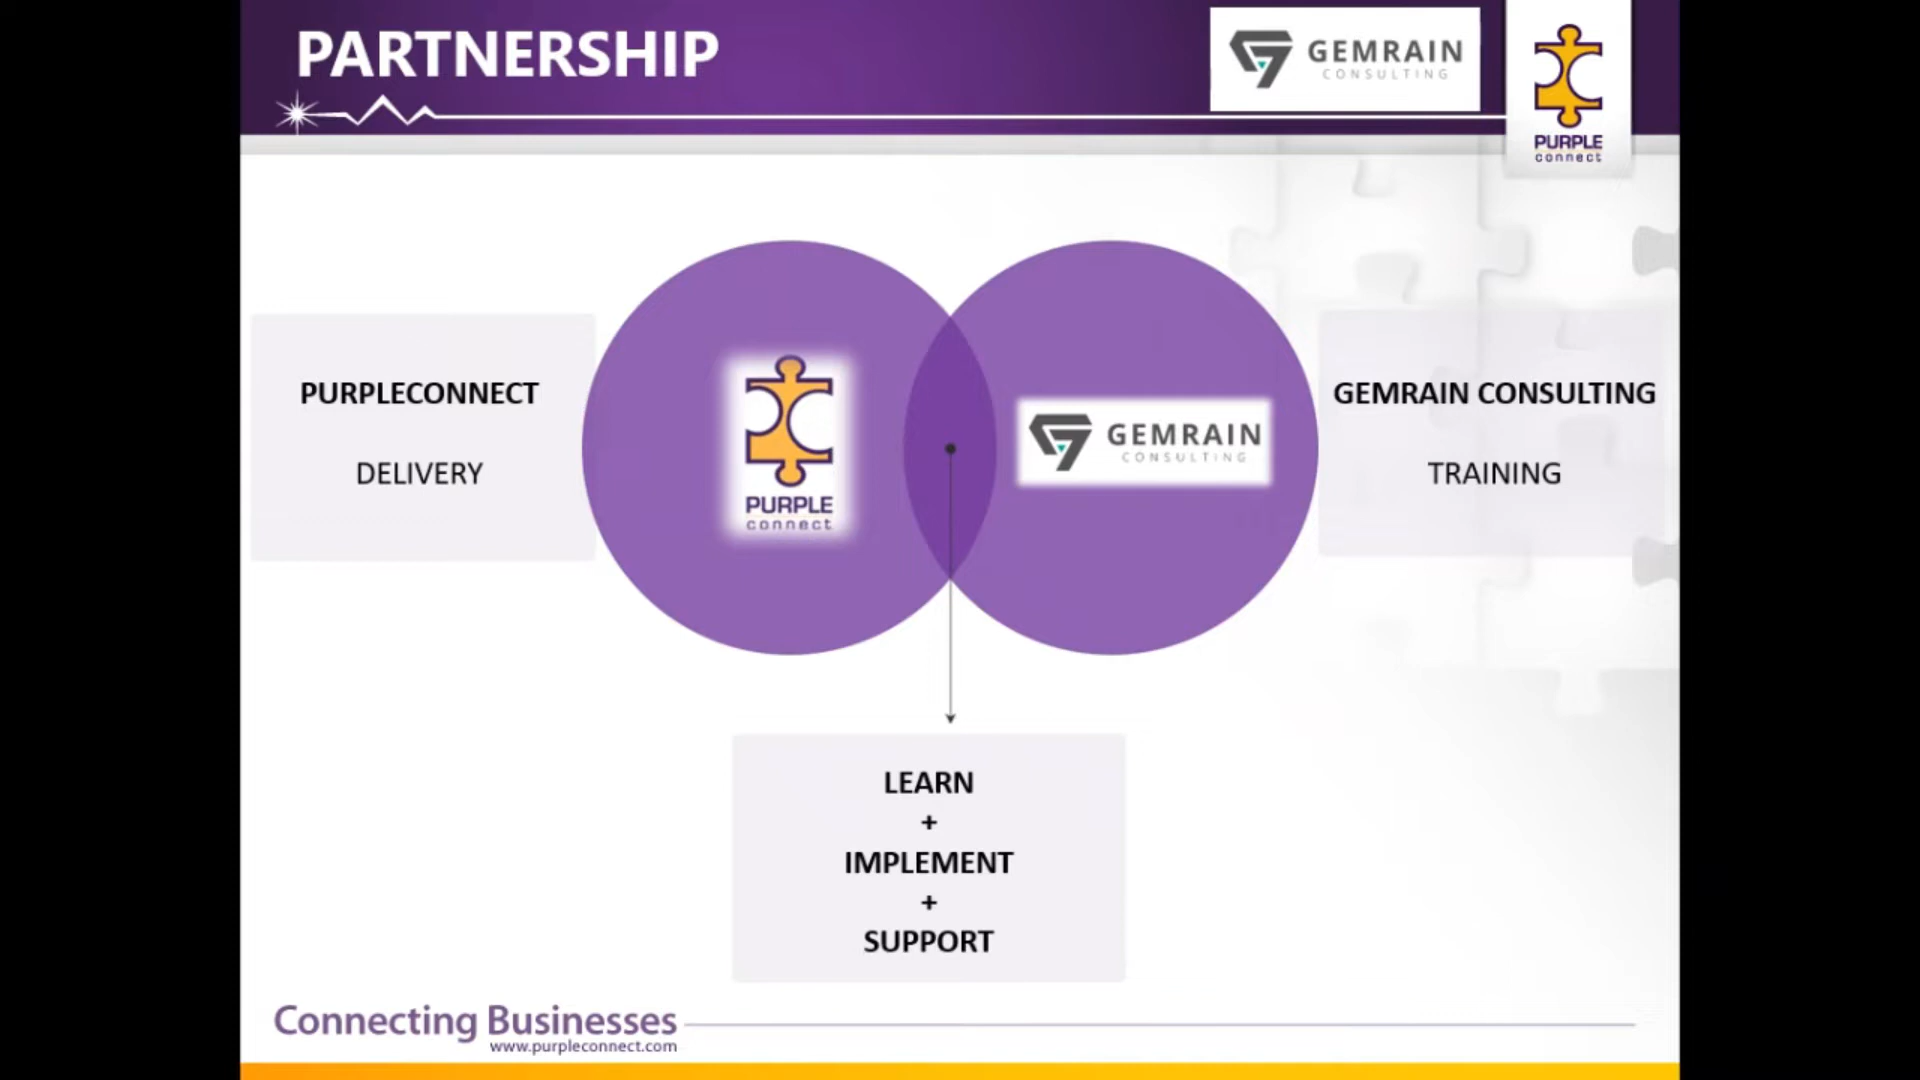 PARTNERSHIP
GEMRAIN
CONSULTING
PURPLE
connect
PURPLECONNECT
DELIVERY
PURPLE
connect
GEMRAIN
CONSULTING
GEMRAIN CONSULTING
TRAINING
LEARN
+
IMPLEMENT
+
SUPPORT
Connecting Businesses
www.purpleconnect.com